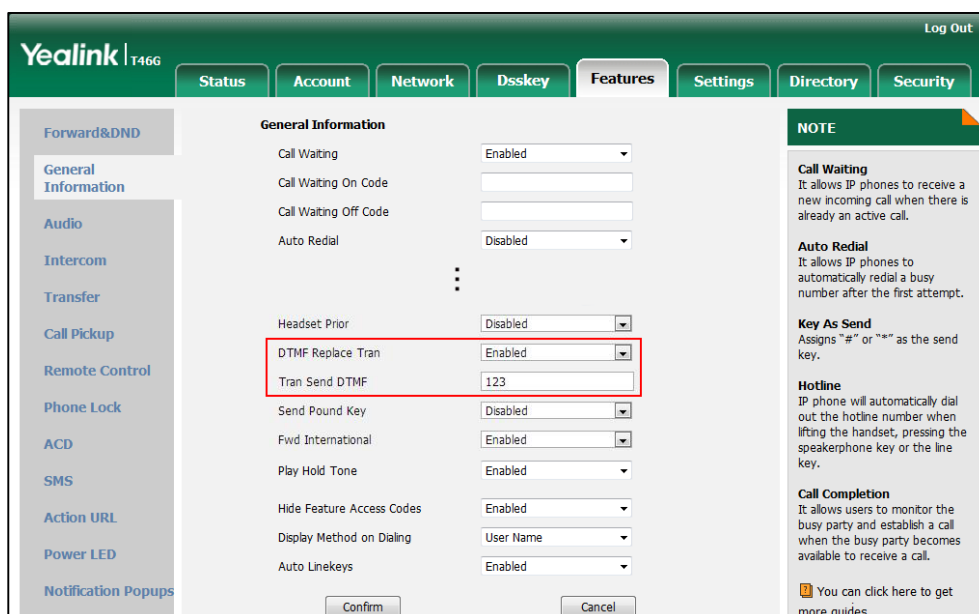 Log Out
Yealink T46G
Status Account Network Dsskey Features Settings Directory Security
Forward&DND
General
Information
Audio
Intercom
Transfer
Call Pickup
Remote Control
Phone Lock
ACD
SMS
Action URL
Power LED
Notification Popups
General Information
Call Waiting Enabled
Call Waiting On Code
Call Waiting Off Code
Auto Redial Disabled
Headset Prior Disabled
DTMF Replace Tran Enabled
Tran Send DTMF 123
Send Pound Key Disabled
Fwd International Enabled
Play Hold Tone Enabled
Hide Feature Access Codes Enabled
Display Method on Dialing User Name
Auto Linekeys Enabled
Confirm Cancel
NOTE
Call Waiting
It allows IP phones to receive a
new incoming call when there is
already an active call.
Auto Redial
It allows IP phones to
automatically redial a busy
number after the first attempt.
Key As Send
Assigns "#" or "*" as the send
key.
Hotline
IP phone will automatically dial
out the hotline number when
lifting the handset, pressing the
speakerphone key or the line
key.
Call Completion
It allows users to monitor the
busy party and establish a call
when the busy party becomes
available to receive a call.
You can click here to get
more guides